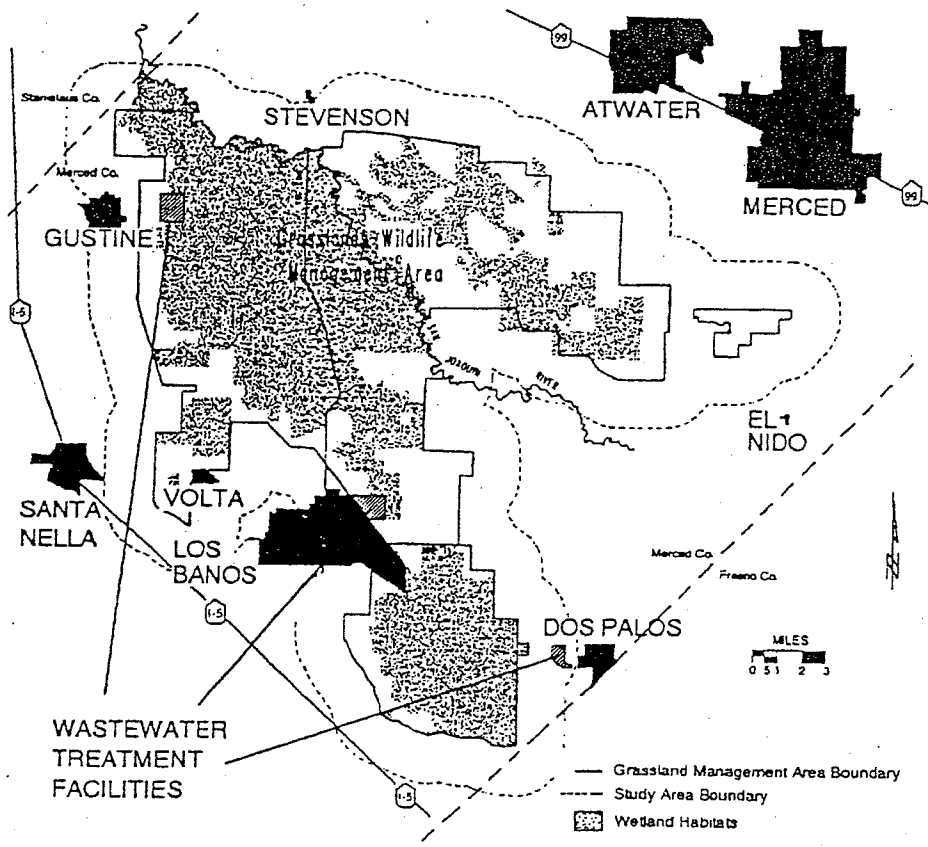 99
ATWATER
MERCED
99
Stanislaus Co.
STEVENSON
Merced Co.
GUSTINE
Grasslands Wildlife
Management Area
I-5
SAN
JOAQUIN
RIVER
EL
NIDO
SANTA
NELLA
VOLTA
LOS
BANOS
Merced Co.
Fresno Co.
N
I-5
DOS PALOS
MILES
0 .5 1 2 3
WASTEWATER
TREATMENT
FACILITIES
I-5
Grassland Management Area Boundary
Study Area Boundary
Wetland Habitats